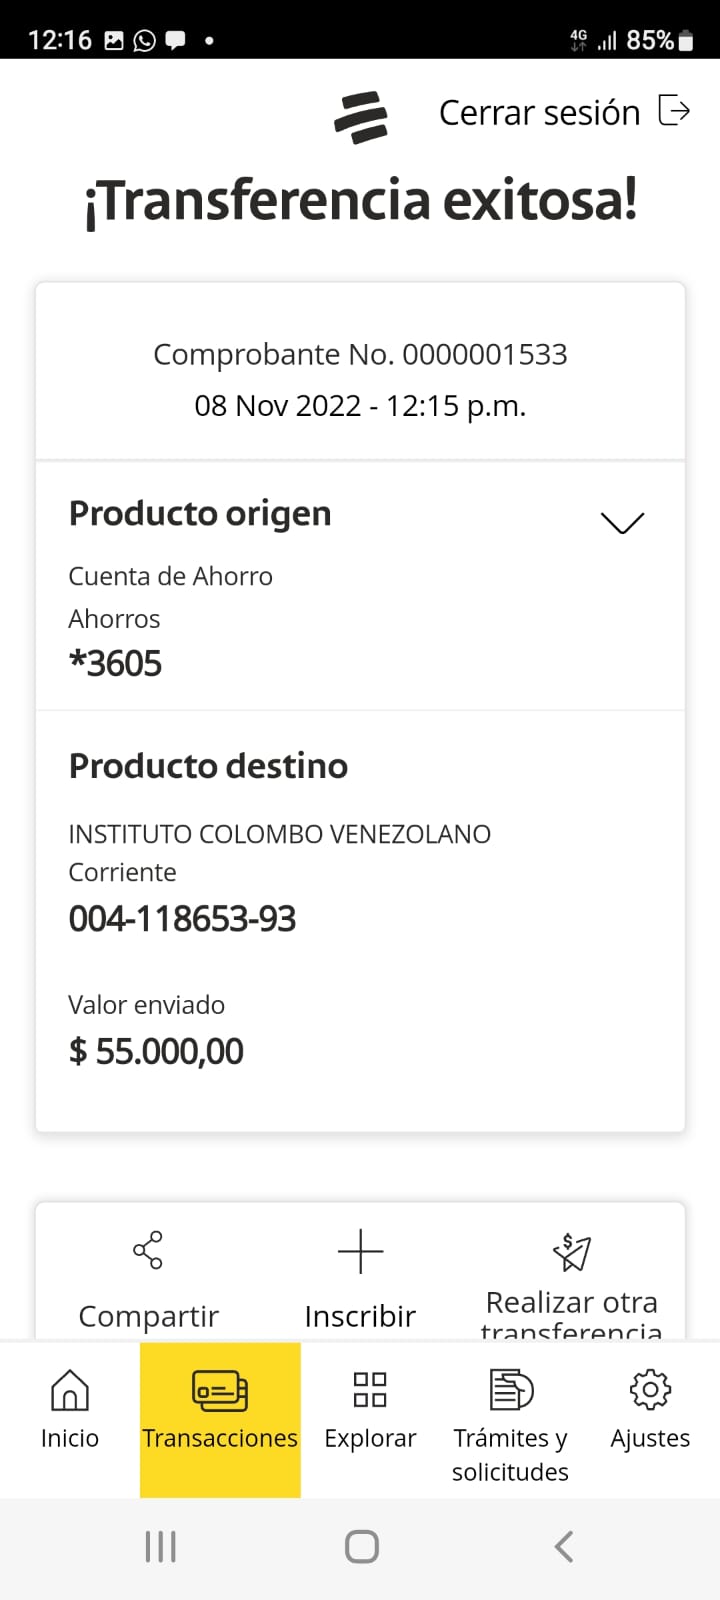 12:16
4G
85%
Cerrar sesión
¡Transferencia exitosa!
Comprobante No. 0000001533
08 Nov 2022 - 12:15 p.m.
Producto origen
Cuenta de Ahorro
Ahorros
*3605
Producto destino
INSTITUTO COLOMBO VENEZOLANO
Corriente
004-118653-93
Valor enviado
$ 55.000,00
Compartir
Inscribir
Realizar otra
transferencia
Inicio
Transacciones
Explorar
Trámites y
solicitudes
Ajustes